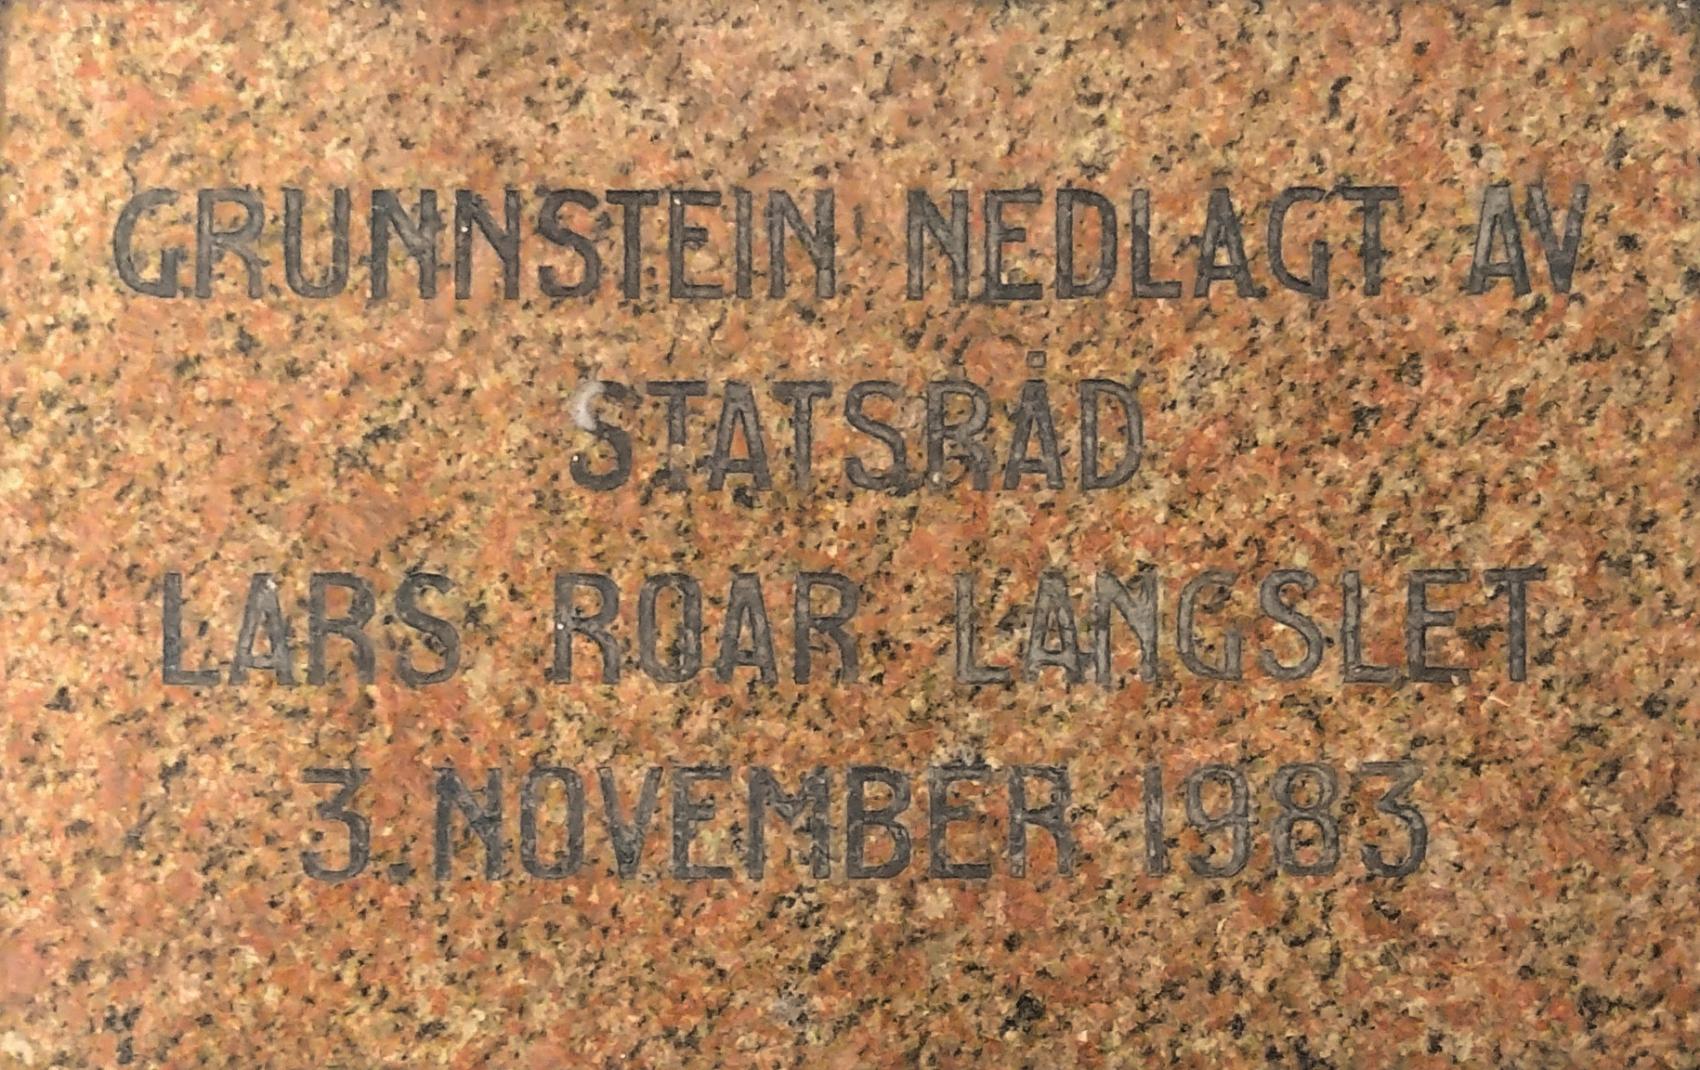 GRUNNSTEIN NEDLAGT AV
STATSRÅD
LARS ROAR LANGSLET
3.NOVEMBER 1983